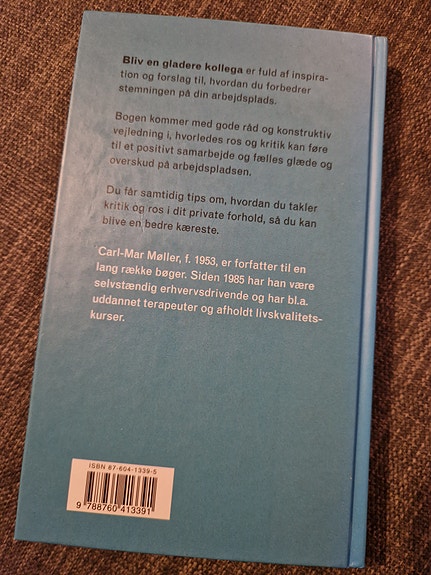 Bliv en gladere kollega er fuld af inspira-
tion og forslag til, hvordan du forbedrer
stemningen på din arbejdsplads.
Bogen kommer med gode råd og konstruktiv
vejledning i, hvorledes ros og kritik kan føre
til et positivt samarbejde og fælles glæde og
overskud på arbejdspladsen.
Du får samtidig tips om, hvordan du takler
kritik og ros i dit private forhold, så du kan
blive en bedre kæreste.
Carl-Mar Møller, f. 1953, er forfatter til en
lang række bøger. Siden 1985 har han være
selvstændig erhvervsdrivende og har bl.a.
uddannet terapeuter og afholdt livskvalitets-
kurser.
ISBN 87-604-1339-5
9 788760 413391